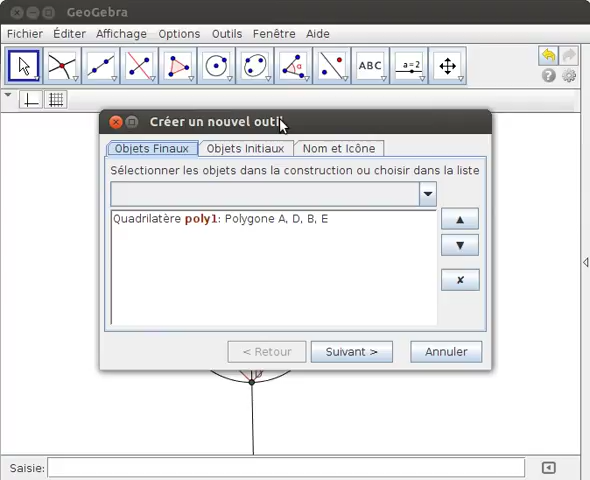 GeoGebra
Fichier Éditer Affichage Options Outils Fenêtre Aide
ABC a=2
Créer un nouvel outil
Objets Finaux Objets Initiaux Nom et Icône
Sélectionner les objets dans la construction ou choisir dans la liste
Quadrilatère poly1: Polygone A, D, B, E
< Retour Suivant > Annuler
Saisie: